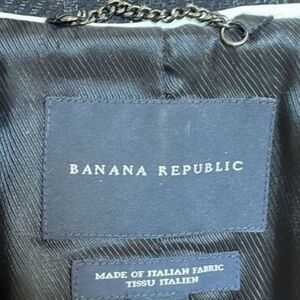 BANANA REPUBLIC
MADE OF ITALIAN FABRIC
TISSU ITALIEN